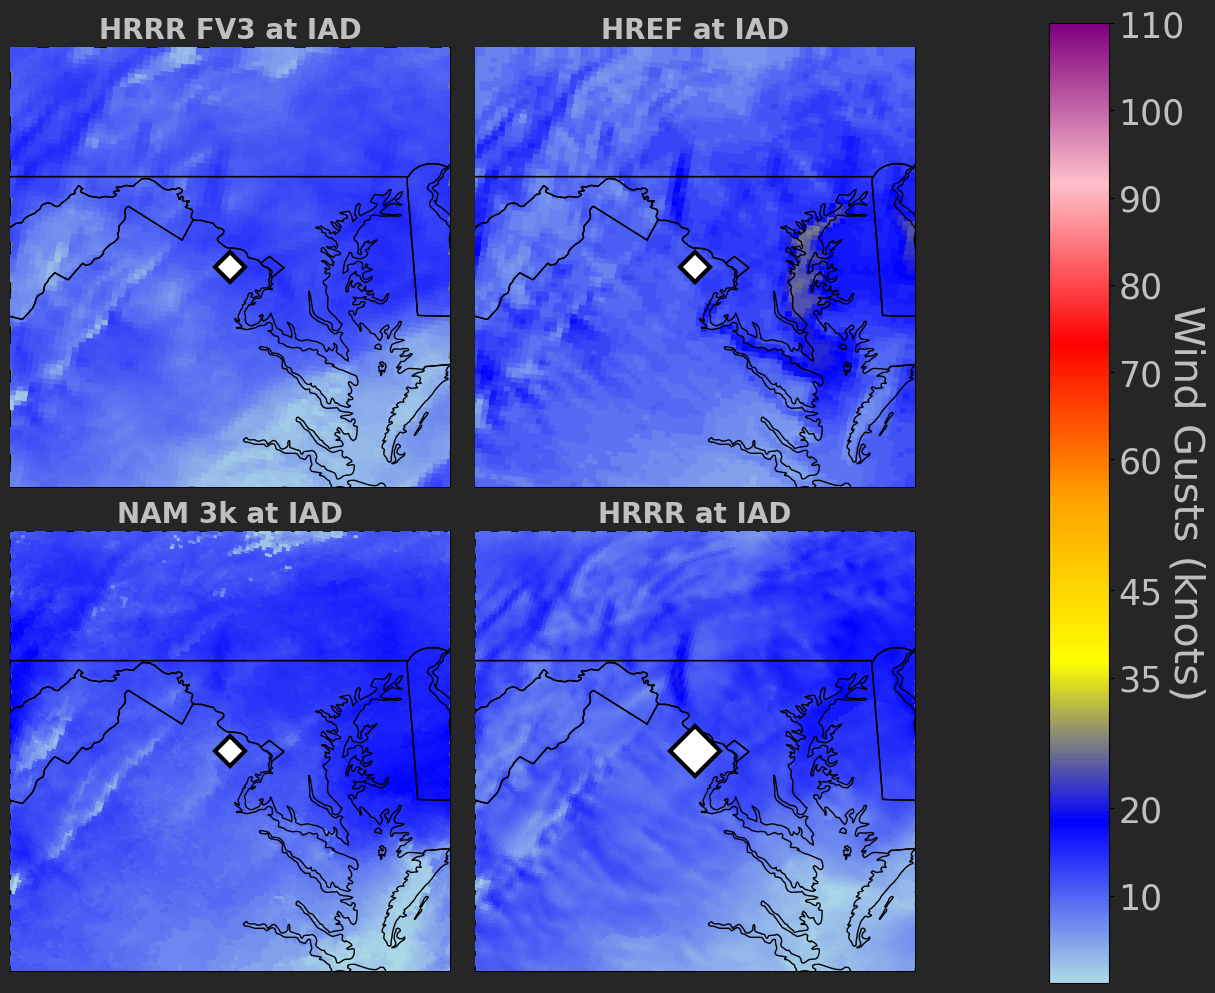 HRRR FV3 at IAD
HREF at IAD
NAM 3k at IAD
HRRR at IAD
110
100
90
80
70
60
45
35
20
10
Wind Gusts (knots)